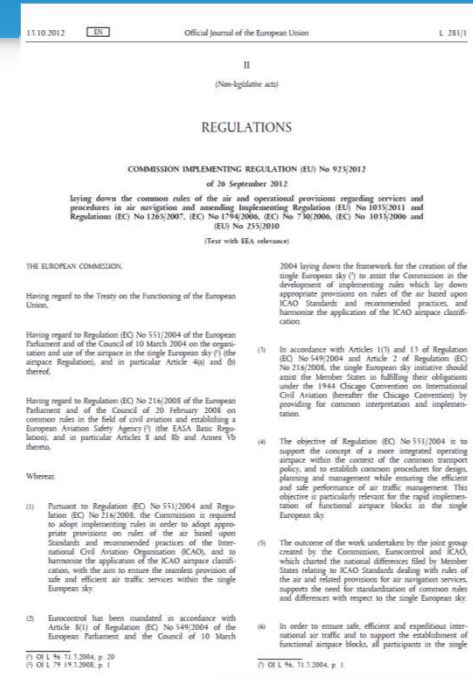 13.10.2012 EN Official Journal of the European Union L 281/1
II
(Non-legislative acts)
REGULATIONS
COMMISSION IMPLEMENTING REGULATION (EU) No 923/2012
of 26 September 2012
laying down the common rules of the air and operational provisions regarding services and
procedures in air navigation and amending Implementing Regulation (EU) No 1035/2011 and
Regulations (EC) No 1265/2007, (EC) No 1794/2006, (EC) No 730/2006, (EC) No 1033/2006 and
(EU) No 255/2010
(Text with EEA relevance)
THE EUROPEAN COMMISSION,
Having regard to the Treaty on the Functioning of the European
Union,
Having regard to Regulation (EC) No 551/2004 of the European
Parliament and of the Council of 10 March 2004 on the organi-
sation and use of the airspace in the single European sky (1) (the
airspace Regulation), and in particular Article 4(a) and (b)
thereof,
Having regard to Regulation (EC) No 216/2008 of the European
Parliament and of the Council of 20 February 2008 on
common rules in the field of civil aviation and establishing a
European Aviation Safety Agency (2) (the EASA Basic Regu-
lation), and in particular Articles 8 and 8b and Annex Vb
thereto,
Whereas:
(1) Pursuant to Regulation (EC) No 551/2004 and Regu-
lation (EC) No 216/2008, the Commission is required
to adopt implementing rules in order to adopt appro-
priate provisions on rules of the air based upon
Standards and recommended practices of the Inter-
national Civil Aviation Organisation (ICAO), and to
harmonise the application of the ICAO airspace classifi-
cation, with the aim to ensure the seamless provision of
safe and efficient air traffic services within the single
European sky.
(2) Eurocontrol has been mandated in accordance with
Article 8(1) of Regulation (EC) No 549/2004 of the
European Parliament and the Council of 10 March
(1) OJ L 96, 31.3.2004, p. 20.
(2) OJ L 79, 19.3.2008, p. 1.
2004 laying down the framework for the creation of the
single European sky (3) to assist the Commission in the
development of implementing rules which lay down
appropriate provisions on rules of the air based upon
ICAO Standards and recommended practices, and
harmonise the application of the ICAO airspace classifi-
cation.
(3) In accordance with Articles 1(3) and 13 of Regulation
(EC) No 549/2004 and Article 2 of Regulation (EC)
No 216/2008, the single European sky initiative should
assist the Member States in fulfilling their obligations
under the 1944 Chicago Convention on International
Civil Aviation (hereafter the Chicago Convention) by
providing for common interpretation and implemen-
tation.
(4) The objective of Regulation (EC) No 551/2004 is to
support the concept of a more integrated operating
airspace within the context of the common transport
policy, and to establish common procedures for design,
planning and management while ensuring the efficient
and safe performance of air traffic management. This
objective is particularly relevant for the rapid implemen-
tation of functional airspace blocks in the single
European sky.
(5) The outcome of the work undertaken by the joint group
created by the Commission, Eurocontrol and ICAO,
which charted the national differences filed by Member
States relating to ICAO Standards dealing with rules of
the air and related provisions for air navigation services,
supports the need for standardisation of common rules
and differences with respect to the single European sky.
(6) In order to ensure safe, efficient and expeditious inter-
national air traffic and to support the establishment of
functional airspace blocks, all participants in the single
(3) OJ L 96, 31.3.2004, p. 1.